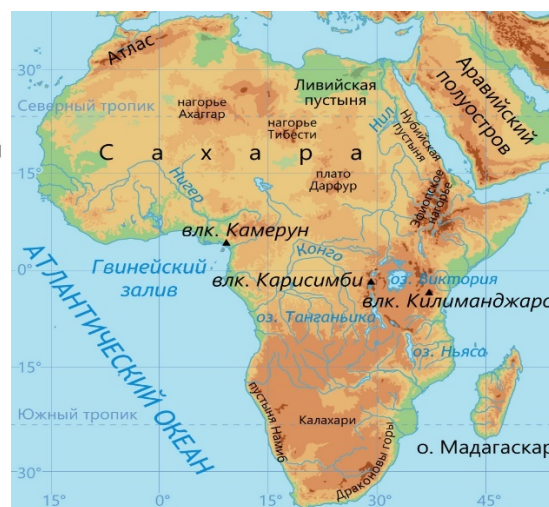 Атлас
30°
Ливийская
пустыня
Аравийский
полуостров
Северный тропик
нагорье
Ахаггар
нагорье
Тибести
Нил
Нубийская
пустыня
Сахара
15°
Нигер
плато
Дарфур
Эфиопское
нагорье
влк. Камерун
Конго
0°
Гвинейский
залив
влк. Карисимби
оз. Виктория
влк. Килиманджаро
АТЛАНТИЧЕСКИЙ ОКЕАН
оз. Танганьика
оз. Ньяса
15°
пустыня Намиб
Калахари
Южный тропик
Драконовы горы
о. Мадагаскар
30°
15°
0°
15°
30°
45°